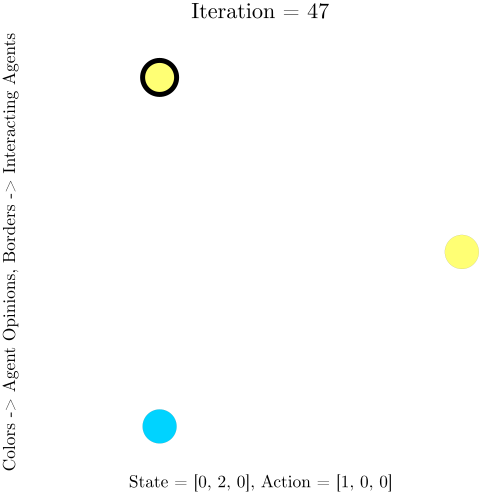 Iteration = 47
Colors -> Agent Opinions, Borders -> Interacting Agents
State = [0, 2, 0], Action = [1, 0, 0]